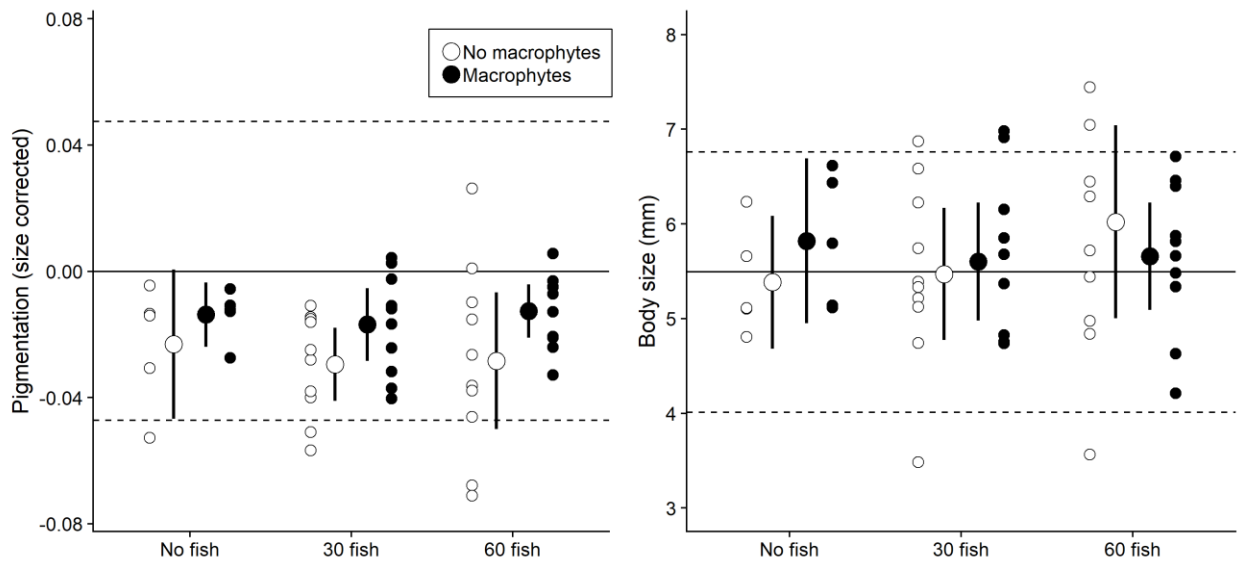 Pigmentation (size corrected)
0.08
0.04
0.00
-0.04
-0.08
No fish
30 fish
60 fish
No macrophytes
Macrophytes
Body size (mm)
8
7
6
5
4
3
No fish
30 fish
60 fish